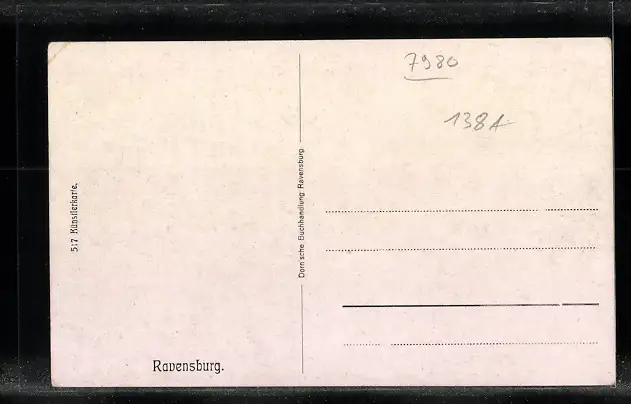 7980
138A
517 Künstlerkarte.
Dorn'sche Buchhandlung Ravensburg.
Ravensburg.